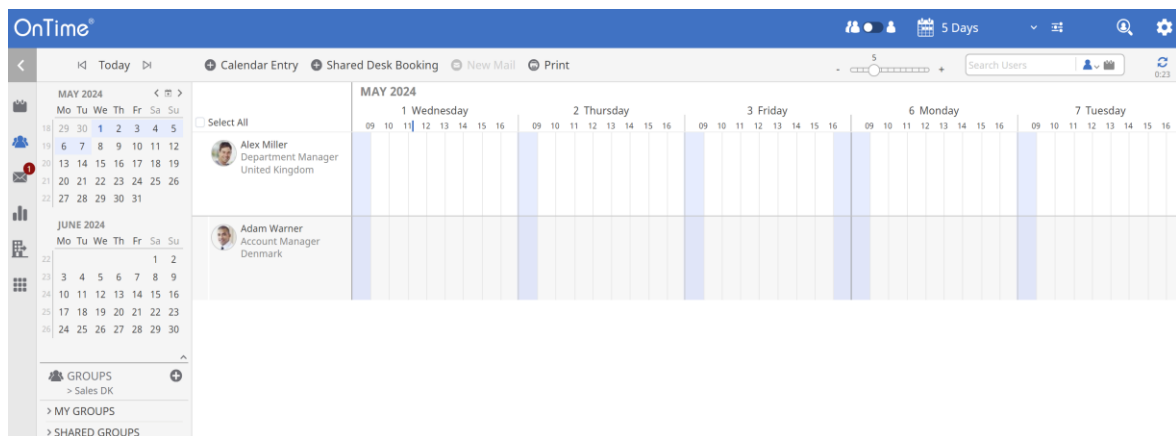 OnTime®
5 Days
Today
Calendar Entry
Shared Desk Booking
New Mail
Print
5
- +
Search Users
0:23
1
MAY 2024
Mo Tu We Th Fr Sa Su
18 29 30 1 2 3 4 5
19 6 7 8 9 10 11 12
20 13 14 15 16 17 18 19
21 20 21 22 23 24 25 26
22 27 28 29 30 31
JUNE 2024
Mo Tu We Th Fr Sa Su
22 1 2
23 3 4 5 6 7 8 9
24 10 11 12 13 14 15 16
25 17 18 19 20 21 22 23
26 24 25 26 27 28 29 30
GROUPS
> Sales DK
> MY GROUPS
> SHARED GROUPS
Select All
MAY 2024
1 Wednesday
2 Thursday
3 Friday
6 Monday
7 Tuesday
09 10 11 12 13 14 15 16
09 10 11 12 13 14 15 16
09 10 11 12 13 14 15 16
09 10 11 12 13 14 15 16
09 10 11 12 13 14 15 16
Alex Miller
Department Manager
United Kingdom
Adam Warner
Account Manager
Denmark